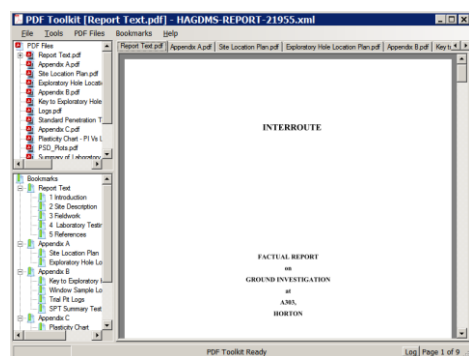 PDF Toolkit [Report Text.pdf] - HAGDMS-REPORT-21955.xml
File Tools PDF Files Bookmarks Help
PDF Files
Report Text.pdf
Appendix A.pdf
Site Location Plan.pdf
Exploratory Hole Location
Appendix B.pdf
Key to Exploratory Hole
Logs.pdf
Standard Penetration T
Appendix C.pdf
Plasticity Chart - PI Vs L
PSD_Plots.pdf
Summary of Laboratory
Bookmarks
Report Text
1 Introduction
2 Site Description
3 Fieldwork
4 Laboratory Testin
5 References
Appendix A
Site Location Plan
Exploratory Hole Lo
Appendix B
Key to Exploratory
Window Sample Lo
Trial Pit Logs
SPT Summary Test
Appendix C
Plasticity Chart
Report Text.pdf Appendix A.pdf Site Location Plan.pdf Exploratory Hole Location Plan.pdf Appendix B.pdf Key t
INTERROUTE
FACTUAL REPORT
on
GROUND INVESTIGATION
at
A303,
HORTON
PDF Toolkit Ready
Log Page 1 of 9